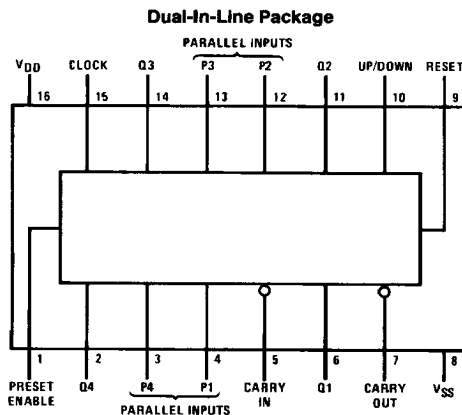 Dual-In-Line Package
PARALLEL INPUTS
VDD CLOCK Q3 P3 P2 Q2 UP/DOWN RESET
16 15 14 13 12 11 10 9
1 2 3 4 5 6 7 8
PRESET ENABLE Q4 P4 P1 CARRY IN Q1 CARRY OUT VSS
PARALLEL INPUTS